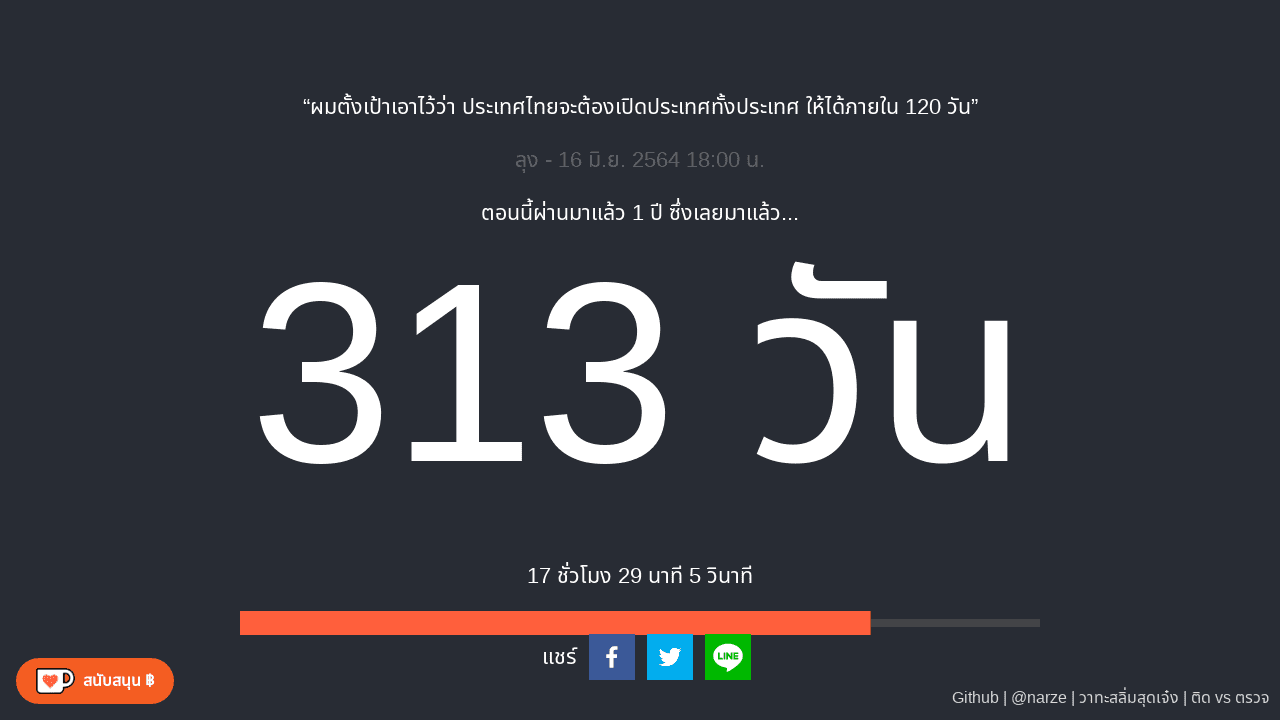 “ผมตั้งเป้าเอาไว้ว่า ประเทศไทยจะต้องเปิดประเทศทั้งประเทศ ให้ได้ภายใน 120 วัน”
ลุง - 16 มิ.ย. 2564 18:00 น.
ตอนนี้ผ่านมาแล้ว 1 ปี ซึ่งเลยมาแล้ว...
313 วัน
17 ชั่วโมง 29 นาที 5 วินาที
แชร์
LINE
สนับสนุน ฿
Github | @narze | วาทะสลิ่มสุดเจ๋ง | ติด vs ตรวจ